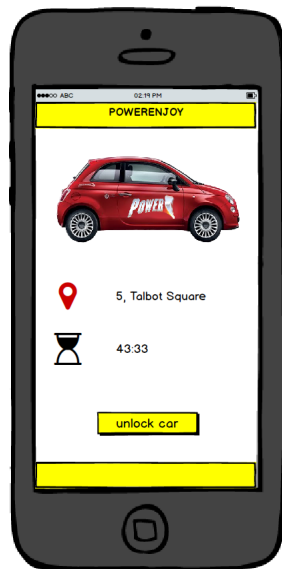 ABC 02:19 PM
POWERENJOY
POWER
5, Talbot Square
43:33
unlock car